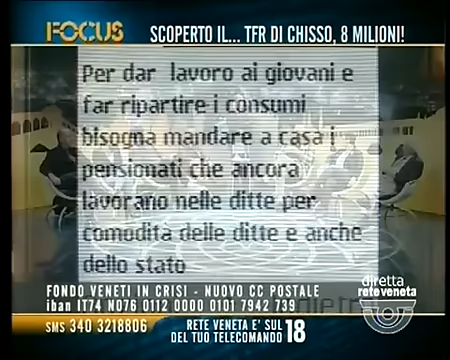 FOCUS SCOPERTO IL... TFR DI CHISSO, 8 MILIONI!
Per dar lavoro ai giovani e
far ripartire i consumi
bisogna mandare a casa i
pensionati che ancora
lavorano nelle ditte per
comodità delle ditte e anche
dello stato
diretta
reteveneta
FONDO VENETI IN CRISI - NUOVO CC POSTALE
iban IT74 N076 0112 0000 0101 7942 739
SMS 340 3218806
RETE VENETA E' SUL 18
DEL TUO TELECOMANDO